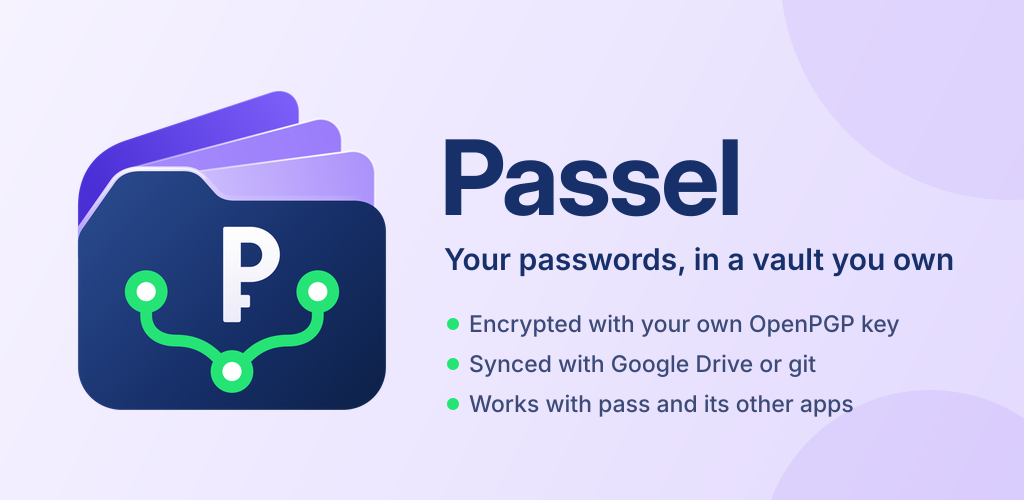 P
Passel
Your passwords, in a vault you own
Encrypted with your own OpenPGP key
Synced with Google Drive or git
Works with pass and its other apps